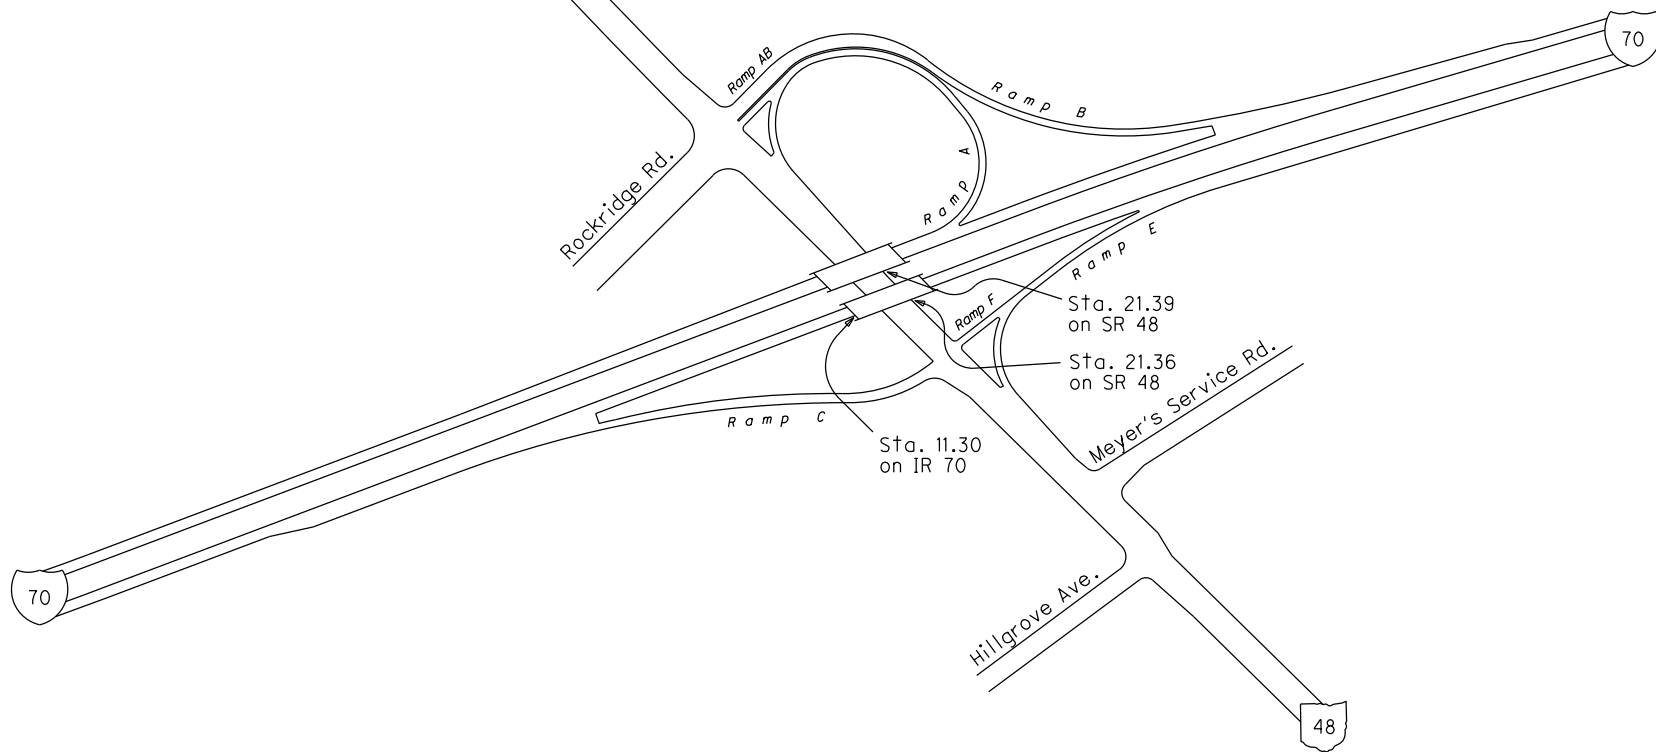 70
Ramp AB
Ramp B
Ramp A
Rockridge Rd.
Ramp E
Ramp F
Sta. 21.39
on SR 48
Sta. 21.36
on SR 48
Meyer's Service Rd.
Ramp C
Sta. 11.30
on IR 70
70
Hillgrove Ave.
48